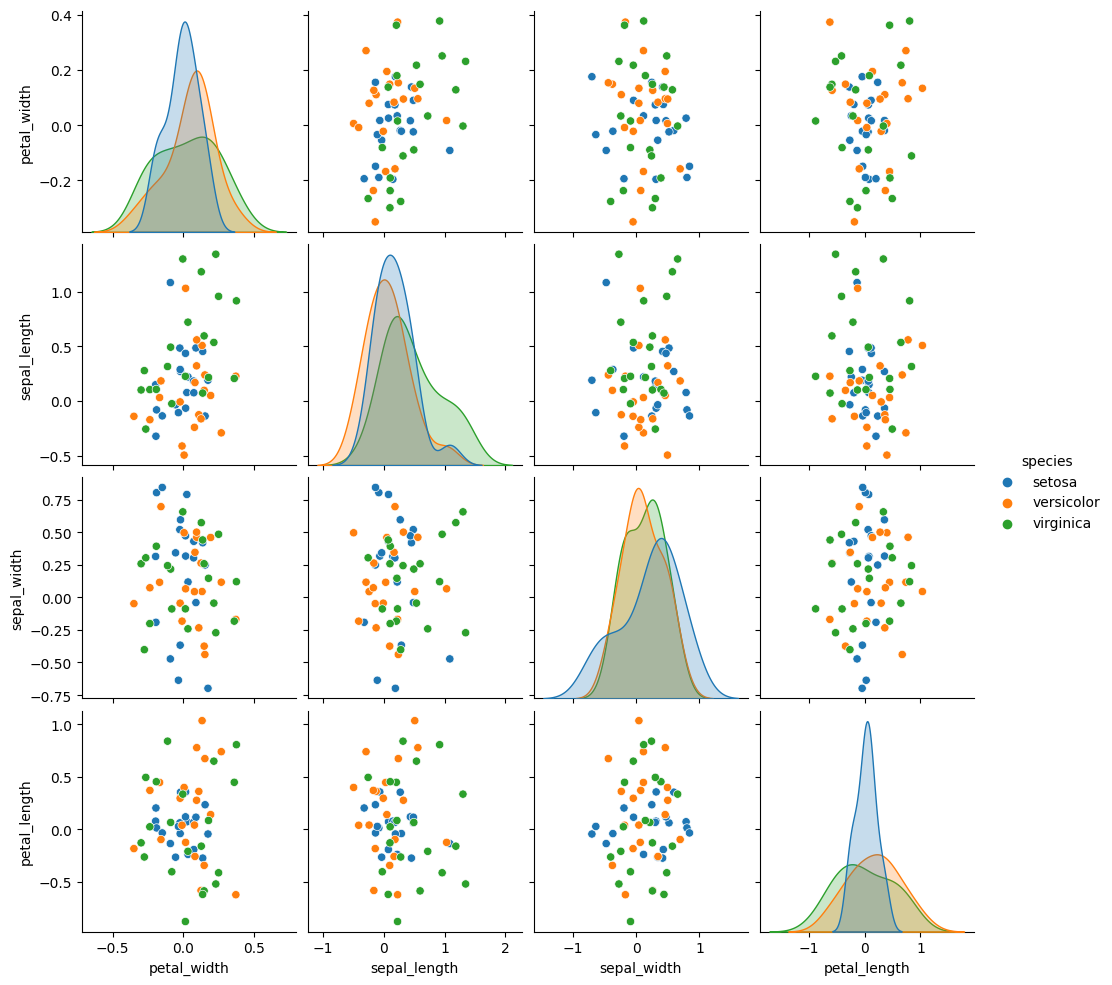 0.4
0.2
0.0
−0.2
petal_width
1.0
0.5
0.0
−0.5
sepal_length
0.75
0.50
0.25
0.00
−0.25
−0.50
−0.75
sepal_width
1.0
0.5
0.0
−0.5
petal_length
−0.5 0.0 0.5
petal_width
−1 0 1 2
sepal_length
−1 0 1
sepal_width
−1 0 1
petal_length
species
setosa
versicolor
virginica